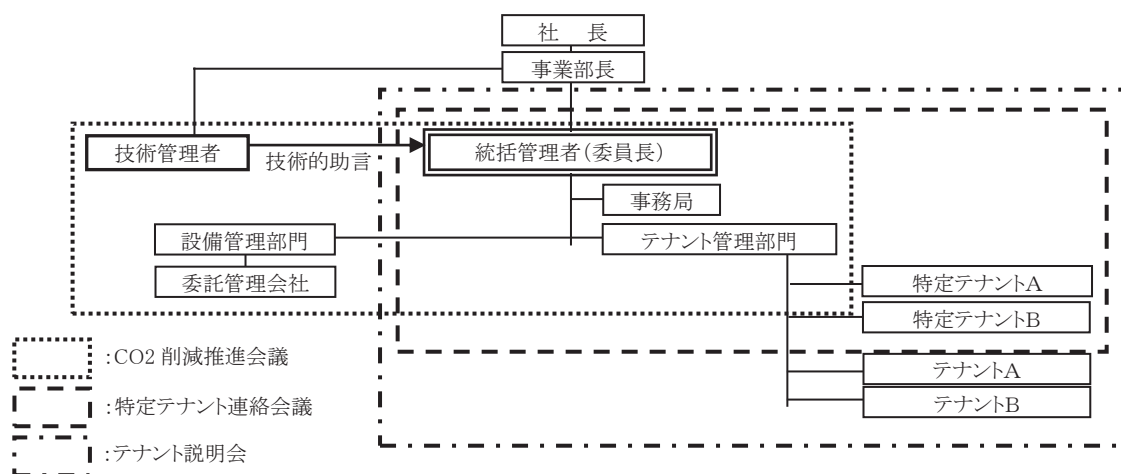 社　長
事業部長
技術管理者
技術的助言
統括管理者(委員長)
事務局
設備管理部門
テナント管理部門
委託管理会社
特定テナントA
特定テナントB
:CO2 削減推進会議
テナントA
:特定テナント連絡会議
テナントB
:テナント説明会